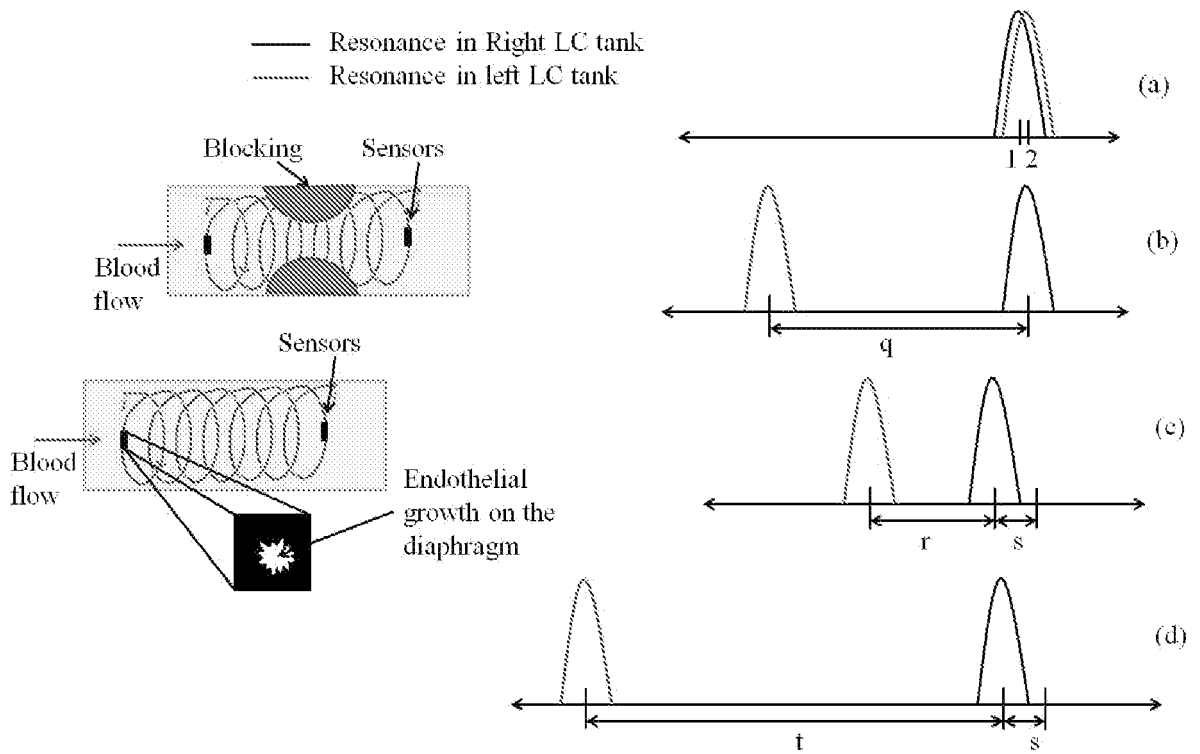 Resonance in Right LC tank
Resonance in left LC tank
(a)
1 2
Blocking
Sensors
Blood
flow
(b)
q
Sensors
Blood
flow
Endothelial
growth on the
diaphragm
(c)
r
s
(d)
t
s